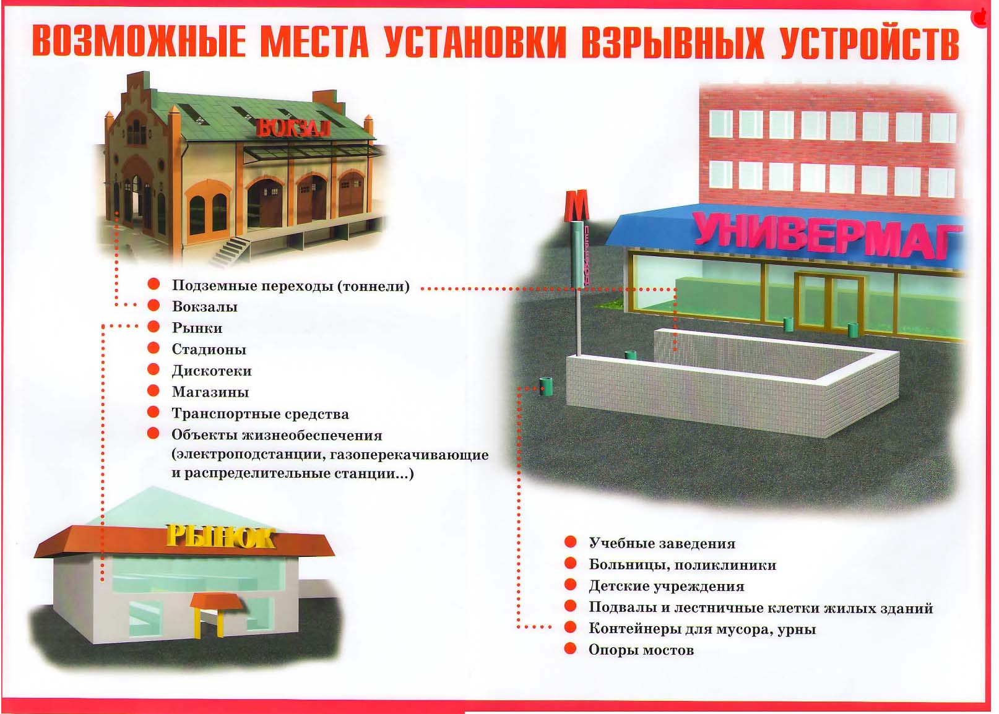 ВОЗМОЖНЫЕ МЕСТА УСТАНОВКИ ВЗРЫВНЫХ УСТРОЙСТВ
ВОКЗАЛ
М
УНИВЕРМАГ
Подземные переходы (тоннели)
Вокзалы
Рынки
Стадионы
Дискотеки
Магазины
Транспортные средства
Объекты жизнеобеспечения
(электроподстанции, газоперекачивающие
и распределительные станции...)
РЫНОК
Учебные заведения
Больницы, поликлиники
Детские учреждения
Подвалы и лестничные клетки жилых зданий
Контейнеры для мусора, урны
Опоры мостов